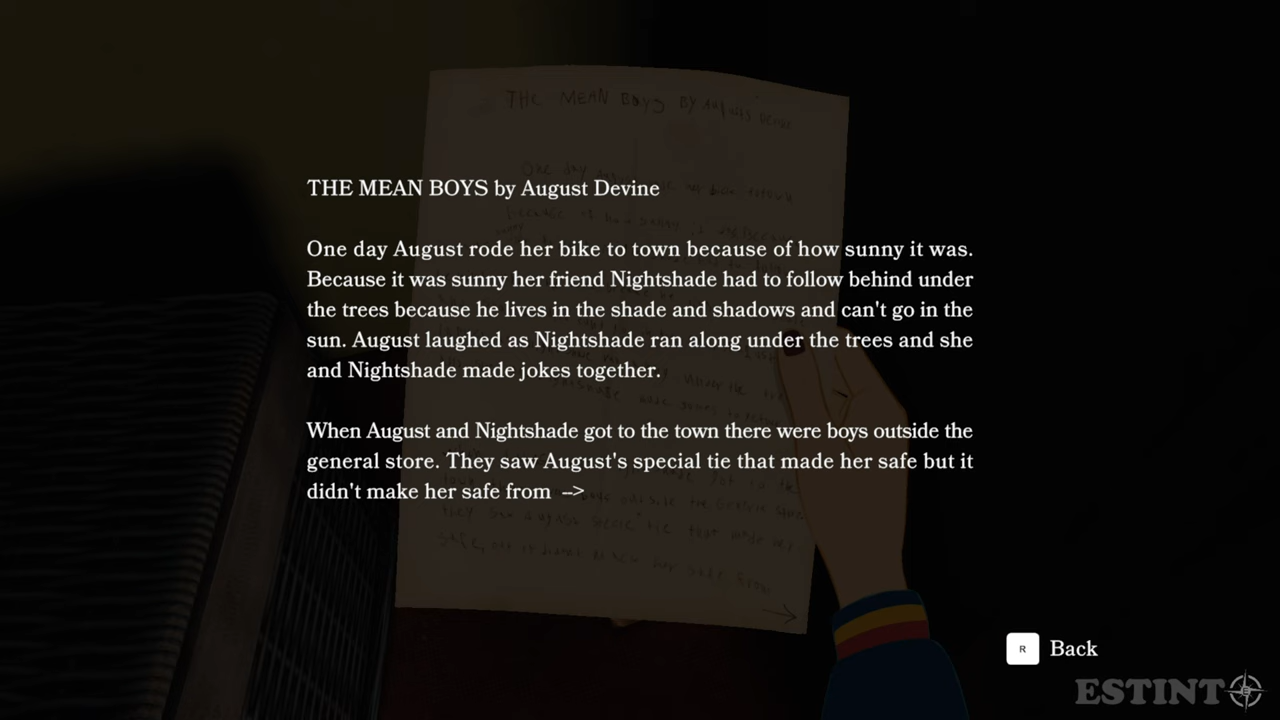 THE MEAN BOYS by August Devine
One day August rode her bike to town because of how sunny it was.
Because it was sunny her friend Nightshade had to follow behind under
the trees because he lives in the shade and shadows and can't go in the
sun. August laughed as Nightshade ran along under the trees and she
and Nightshade made jokes together.
When August and Nightshade got to the town there were boys outside the
general store. They saw August's special tie that made her safe but it
didn't make her safe from -->
R Back
ESTINTO